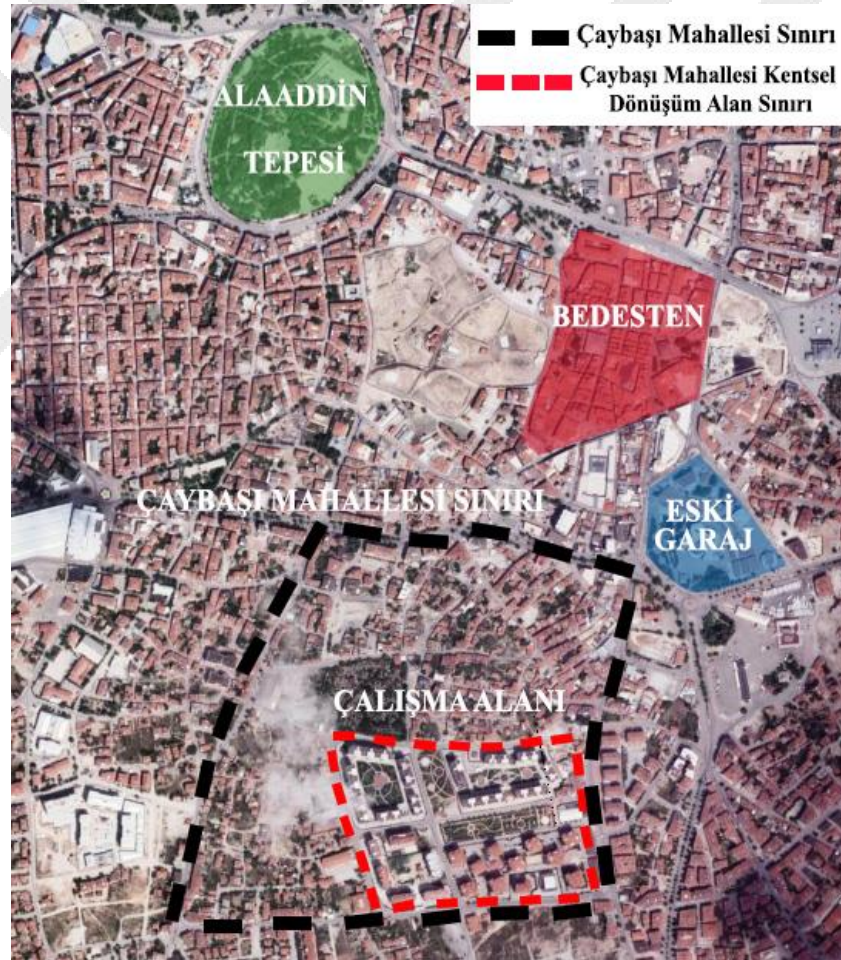 Çaybaşı Mahallesi Sınırı
Çaybaşı Mahallesi Kentsel
Dönüşüm Alan Sınırı
ALAADDİN
TEPESİ
BEDESTEN
ÇAYBAŞI MAHALLESİ SINIRI
ESKİ
GARAJ
ÇALIŞMA ALANI